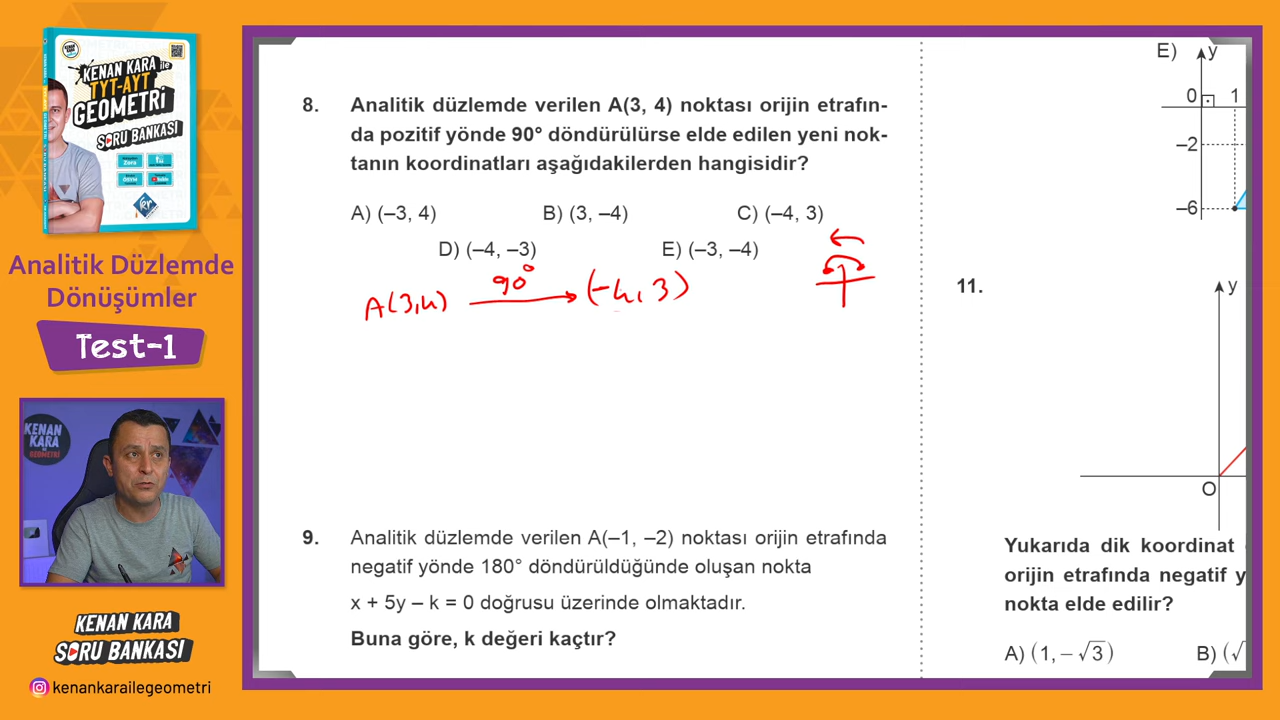 KENAN KARA ile
TYT-AYT
GEOMETRİ
SORU BANKASI
Analitik Düzlemde
Dönüşümler
Test-1
KENAN
KARA
GEOMETRİ
KENAN KARA
SORU BANKASI
kenankarailegeometri
8. Analitik düzlemde verilen A(3, 4) noktası orijin etrafın-
da pozitif yönde 90° döndürülürse elde edilen yeni nok-
tanın koordinatları aşağıdakilerden hangisidir?
A) (–3, 4) B) (3, –4) C) (–4, 3)
D) (–4, –3) E) (–3, –4)
90°
A(3,4) (-4, 3)
9. Analitik düzlemde verilen A(–1, –2) noktası orijin etrafında
negatif yönde 180° döndürüldüğünde oluşan nokta
x + 5y – k = 0 doğrusu üzerinde olmaktadır.
Buna göre, k değeri kaçtır?
E) y
0 1
–2
–6
11.
y
O
Yukarıda dik koordinat
orijin etrafında negatif y
nokta elde edilir?
A) (1, – √3) B) (√